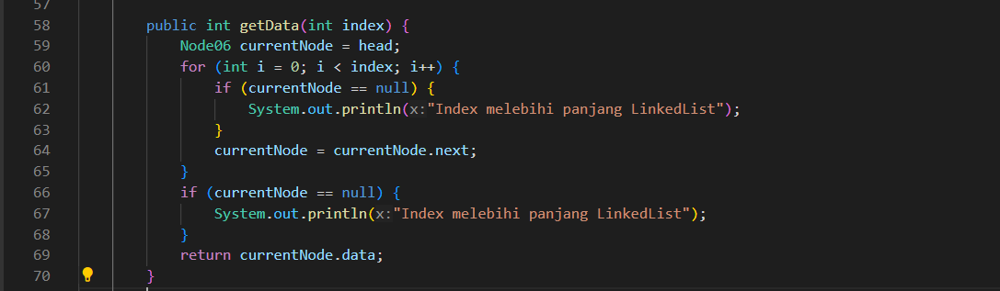 57
58 public int getData(int index) {
59 Node06 currentNode = head;
60 for (int i = 0; i < index; i++) {
61 if (currentNode == null) {
62 System.out.println(x:"Index melebihi panjang LinkedList");
63 }
64 currentNode = currentNode.next;
65 }
66 if (currentNode == null) {
67 System.out.println(x:"Index melebihi panjang LinkedList");
68 }
69 return currentNode.data;
70 }